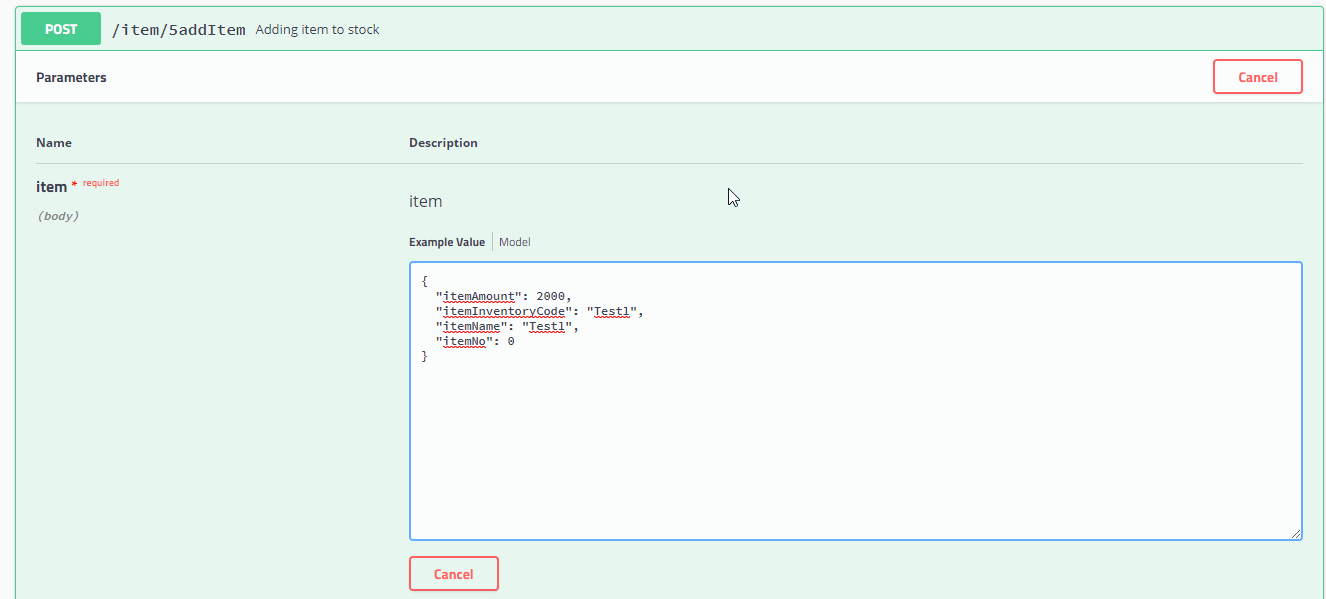 POST /item/5addItem Adding item to stock
Parameters Cancel
Name Description
item * required
(body)
item
Example Value Model
{
"itemAmount": 2000,
"itemInventoryCode": "Test1",
"itemName": "Test1",
"itemNo": 0
}
Cancel